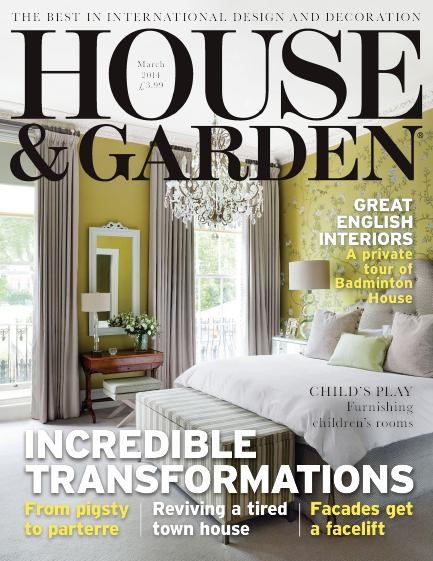 THE BEST IN INTERNATIONAL DESIGN AND DECORATION
HOUSE
March
2014
£3.99
& GARDEN®
GREAT
ENGLISH
INTERIORS
A private
tour of
Badminton
House
CHILD'S PLAY
Furnishing
children's rooms
INCREDIBLE
TRANSFORMATIONS
From pigsty
to parterre
Reviving a tired
town house
Facades get
a facelift